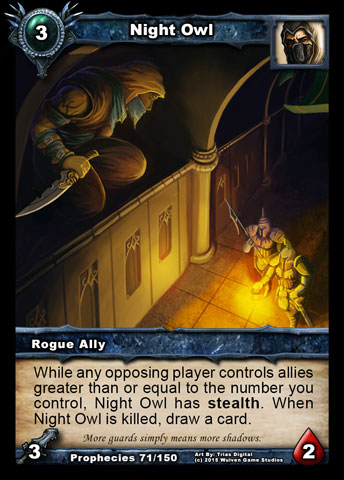 3
Night Owl
Rogue Ally
While any opposing player controls allies
greater than or equal to the number you
control, Night Owl has stealth. When
Night Owl is killed, draw a card.
More guards simply means more shadows.
3
Prophecies 71/150
Art By: Trias Digital
(c) 2015 Wulven Game Studios
2